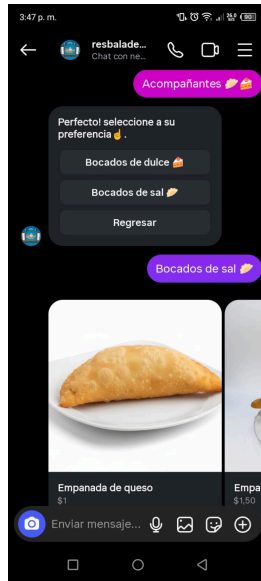 3:47 p. m.
resbalade...
Chat con ne...
Acompañantes 🥟🍰
Perfecto! seleccione a su
preferencia☝️.
Bocados de dulce 🍰
Bocados de sal 🥟
Regresar
Bocados de sal 🥟
Empanada de queso
$1
Empa
$1,50
Enviar mensaje...